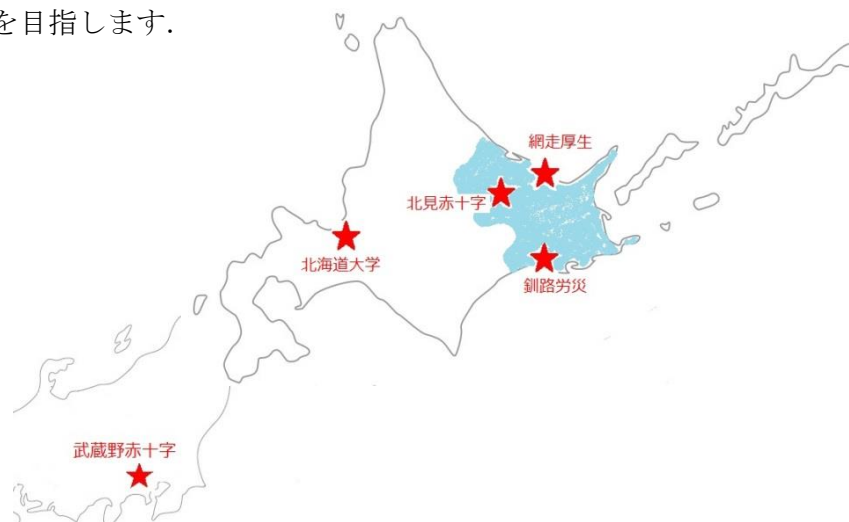 を目指します.
網走厚生
北見赤十字
北海道大学
釧路労災
武蔵野赤十字